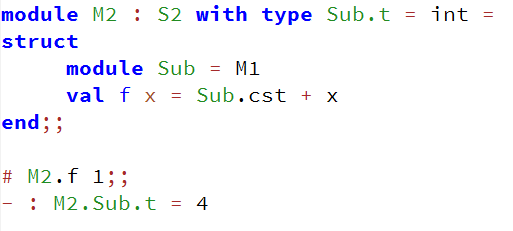 module M2 : S2 with type Sub.t = int =
struct
     module Sub = M1
     val f x = Sub.cst + x
end;;

# M2.f 1;;
- : M2.Sub.t = 4